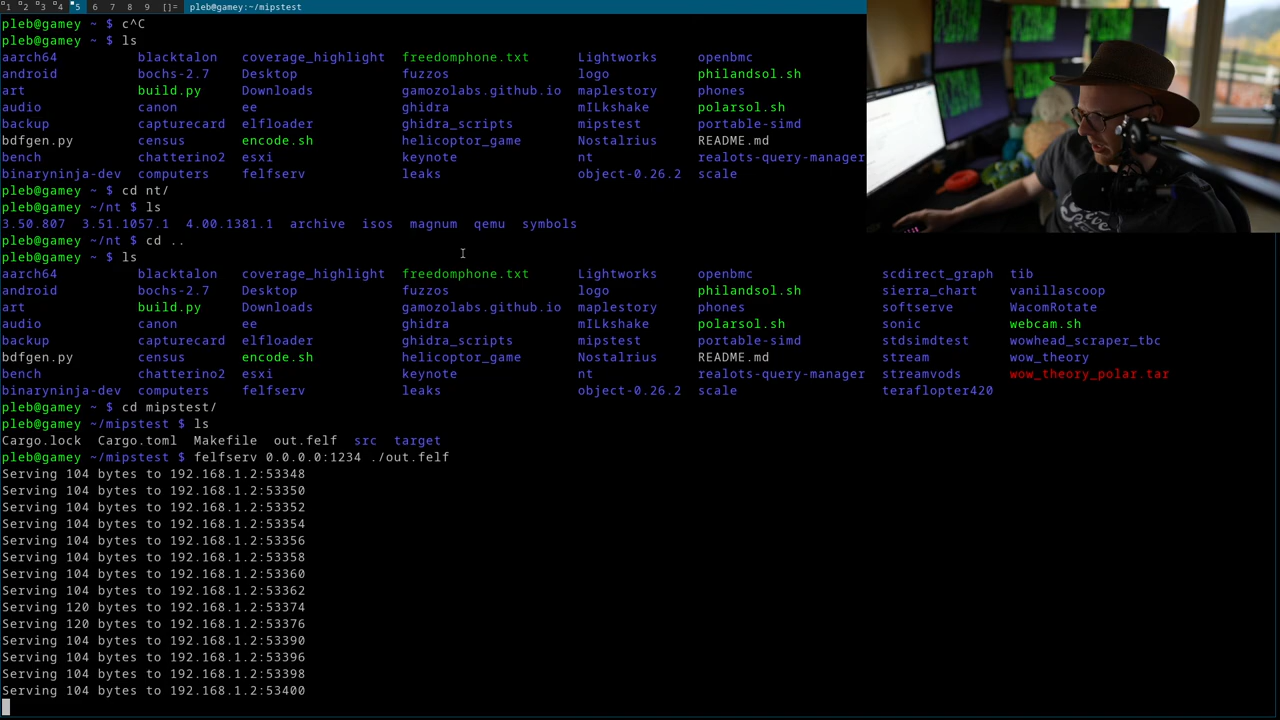 1 2 3 4 5 6 7 8 9 []= pleb@gamey:~/mipstest
pleb@gamey ~ $ c^C
pleb@gamey ~ $ ls
aarch64 blacktalon coverage_highlight freedomphone.txt Lightworks openbmc
android bochs-2.7 Desktop fuzzos logo philandsol.sh
art build.py Downloads gamozolabs.github.io maplestory phones
audio canon ee ghidra mILkshake polarsol.sh
backup capturecard elfloader ghidra_scripts mipstest portable-simd
bdfgen.py census encode.sh helicoptor_game Nostalrius README.md
bench chatterino2 esxi keynote nt realots-query-manager
binaryninja-dev computers felfserv leaks object-0.26.2 scale
pleb@gamey ~ $ cd nt/
pleb@gamey ~/nt $ ls
3.50.807 3.51.1057.1 4.00.1381.1 archive isos magnum qemu symbols
pleb@gamey ~/nt $ cd ..
pleb@gamey ~ $ ls
aarch64 blacktalon coverage_highlight freedomphone.txt Lightworks openbmc scdirect_graph tib
android bochs-2.7 Desktop fuzzos logo philandsol.sh sierra_chart vanillascoop
art build.py Downloads gamozolabs.github.io maplestory phones softserve WacomRotate
audio canon ee ghidra mILkshake polarsol.sh sonic webcam.sh
backup capturecard elfloader ghidra_scripts mipstest portable-simd stdsimdtest wowhead_scraper_tbc
bdfgen.py census encode.sh helicoptor_game Nostalrius README.md stream wow_theory
bench chatterino2 esxi keynote nt realots-query-manager streamvods wow_theory_polar.tar
binaryninja-dev computers felfserv leaks object-0.26.2 scale teraflopter420
pleb@gamey ~ $ cd mipstest/
pleb@gamey ~/mipstest $ ls
Cargo.lock Cargo.toml Makefile out.felf src target
pleb@gamey ~/mipstest $ felfserv 0.0.0.0:1234 ./out.felf
Serving 104 bytes to 192.168.1.2:53348
Serving 104 bytes to 192.168.1.2:53350
Serving 104 bytes to 192.168.1.2:53352
Serving 104 bytes to 192.168.1.2:53354
Serving 104 bytes to 192.168.1.2:53356
Serving 104 bytes to 192.168.1.2:53358
Serving 104 bytes to 192.168.1.2:53360
Serving 104 bytes to 192.168.1.2:53362
Serving 120 bytes to 192.168.1.2:53374
Serving 120 bytes to 192.168.1.2:53376
Serving 104 bytes to 192.168.1.2:53390
Serving 104 bytes to 192.168.1.2:53396
Serving 104 bytes to 192.168.1.2:53398
Serving 104 bytes to 192.168.1.2:53400